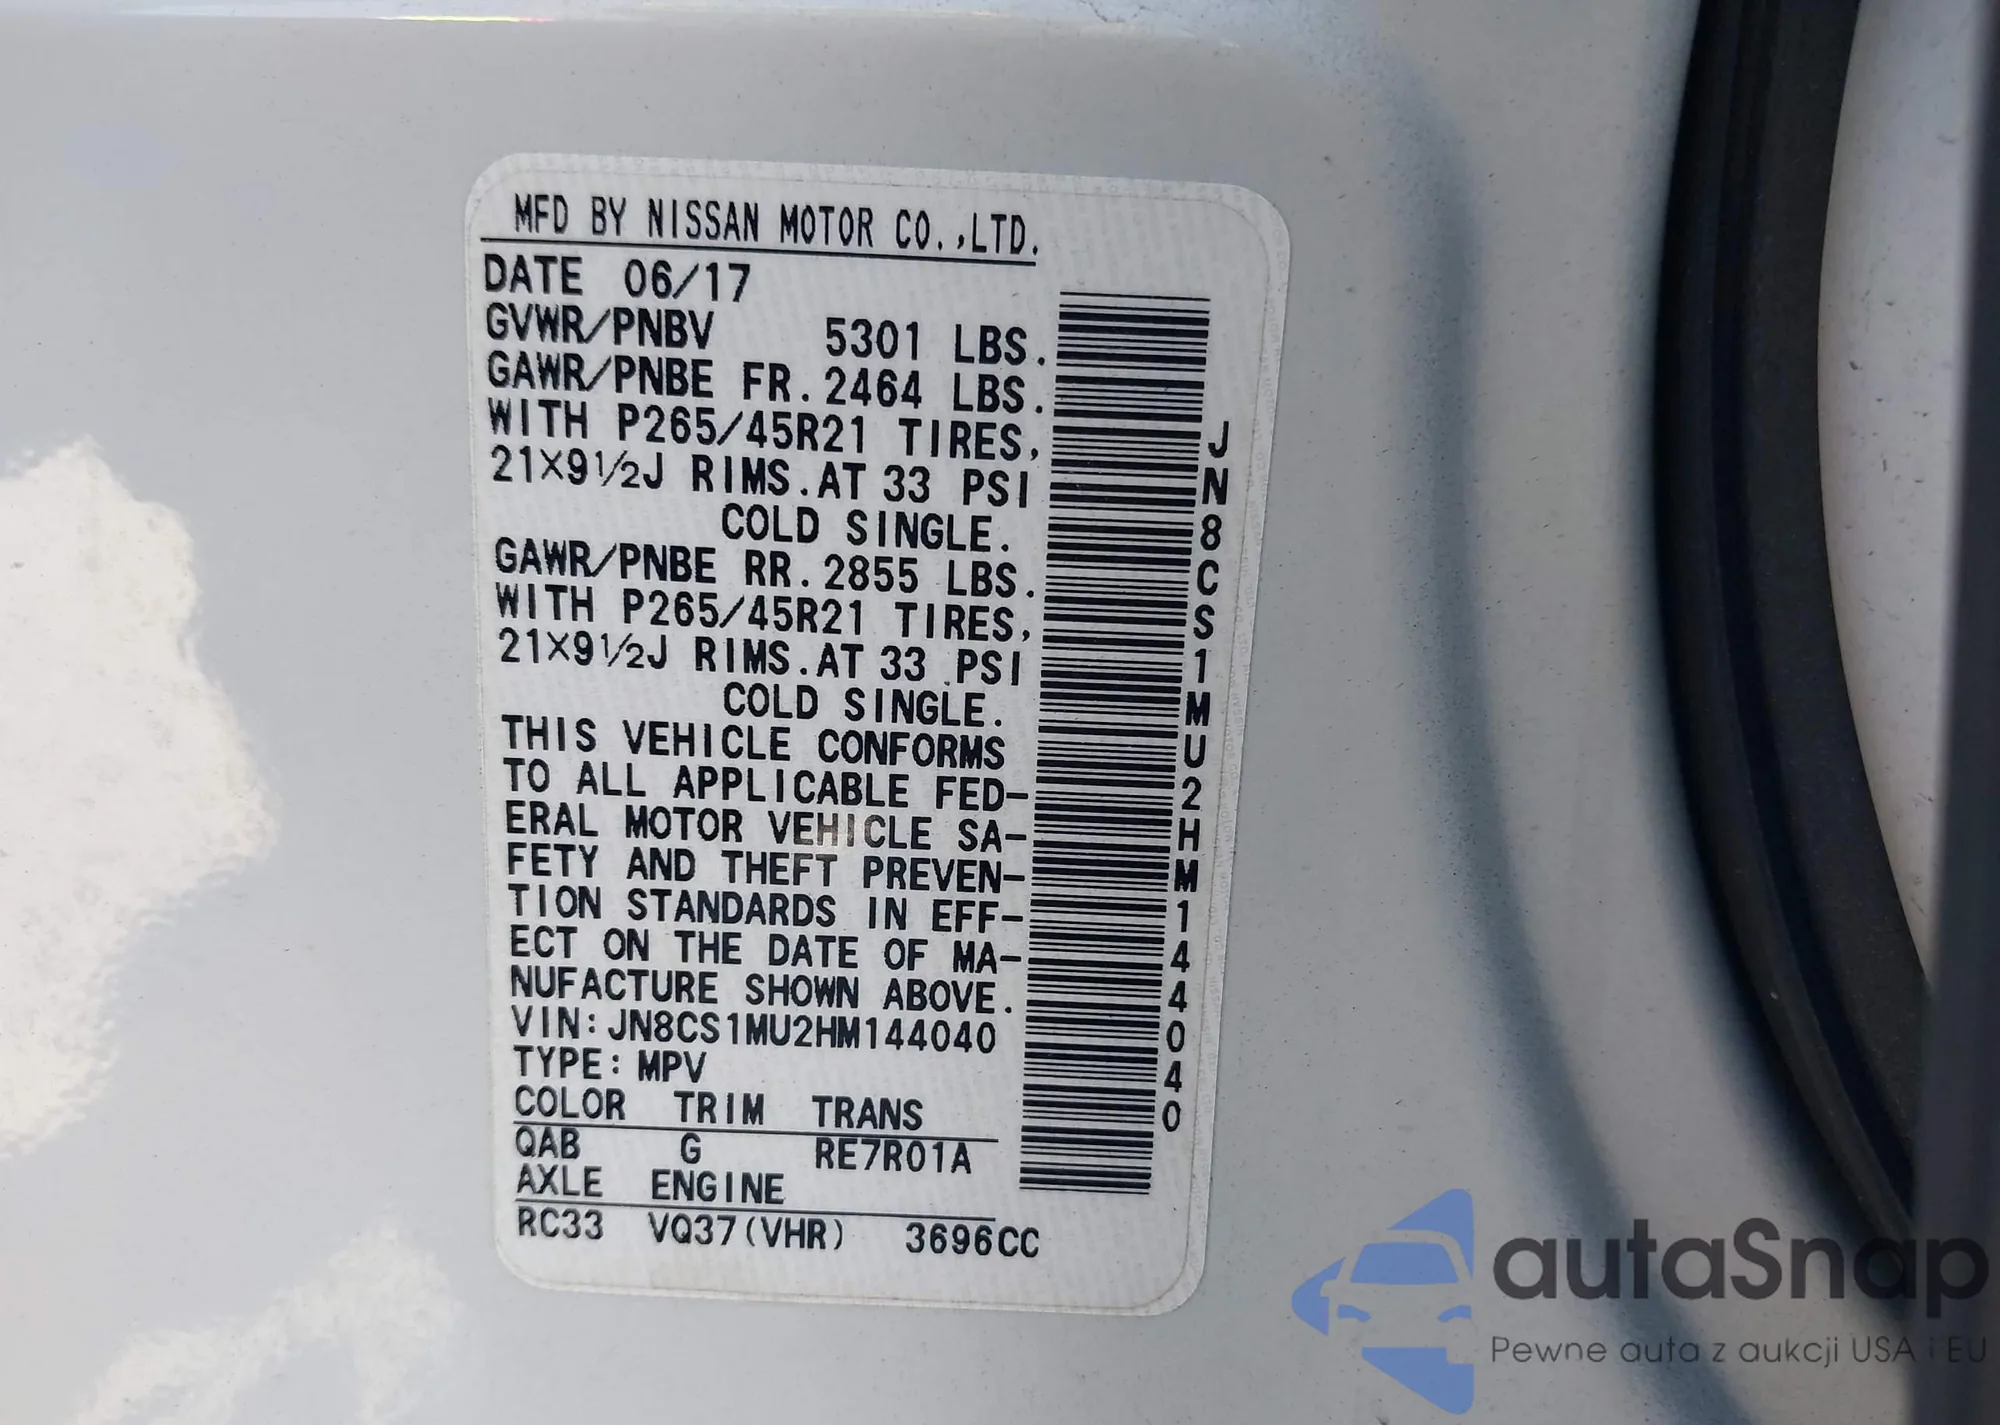 MFD BY NISSAN MOTOR CO.,LTD.
DATE 06/17
GVWR/PNBV 5301 LBS.
GAWR/PNBE FR.2464 LBS.
WITH P265/45R21 TIRES,
21X9½J RIMS.AT 33 PSI
COLD SINGLE.
GAWR/PNBE RR.2855 LBS.
WITH P265/45R21 TIRES,
21X9½J RIMS.AT 33 PSI
COLD SINGLE.
THIS VEHICLE CONFORMS
TO ALL APPLICABLE FED-
ERAL MOTOR VEHICLE SA-
FETY AND THEFT PREVEN-
TION STANDARDS IN EFF-
ECT ON THE DATE OF MA-
NUFACTURE SHOWN ABOVE.
VIN:JN8CS1MU2HM144040
TYPE:MPV
COLOR TRIM TRANS
QAB G RE7R01A
AXLE ENGINE
RC33 VQ37(VHR) 3696CC
JN8CS1MU2HM144040
autaSnap
Pewne auta z aukcji USA i EU